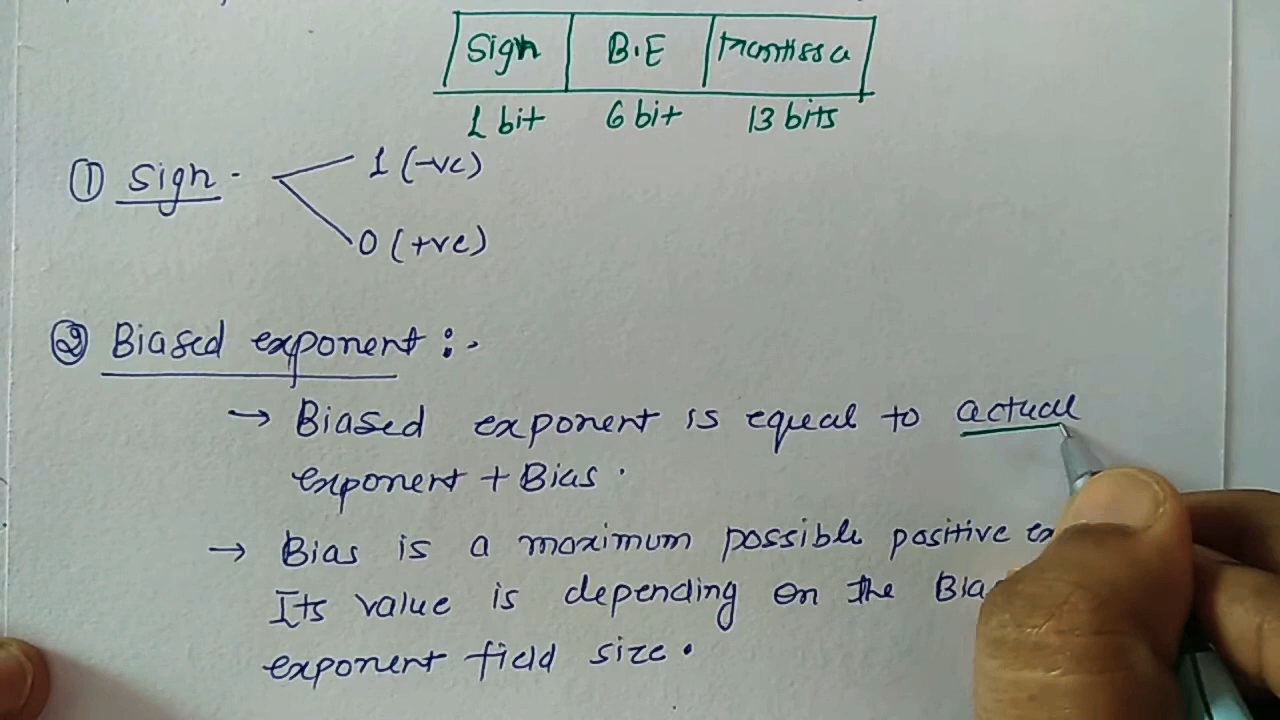 Sign B.E Mantissa
1 bit 6 bit 13 bits
① Sign - 1 (-ve)
0 (+ve)
② Biased exponent :-
→ Biased exponent is equal to actual
exponent + Bias.
→ Bias is a maximum possible positive
Its value is depending on the
exponent field size.